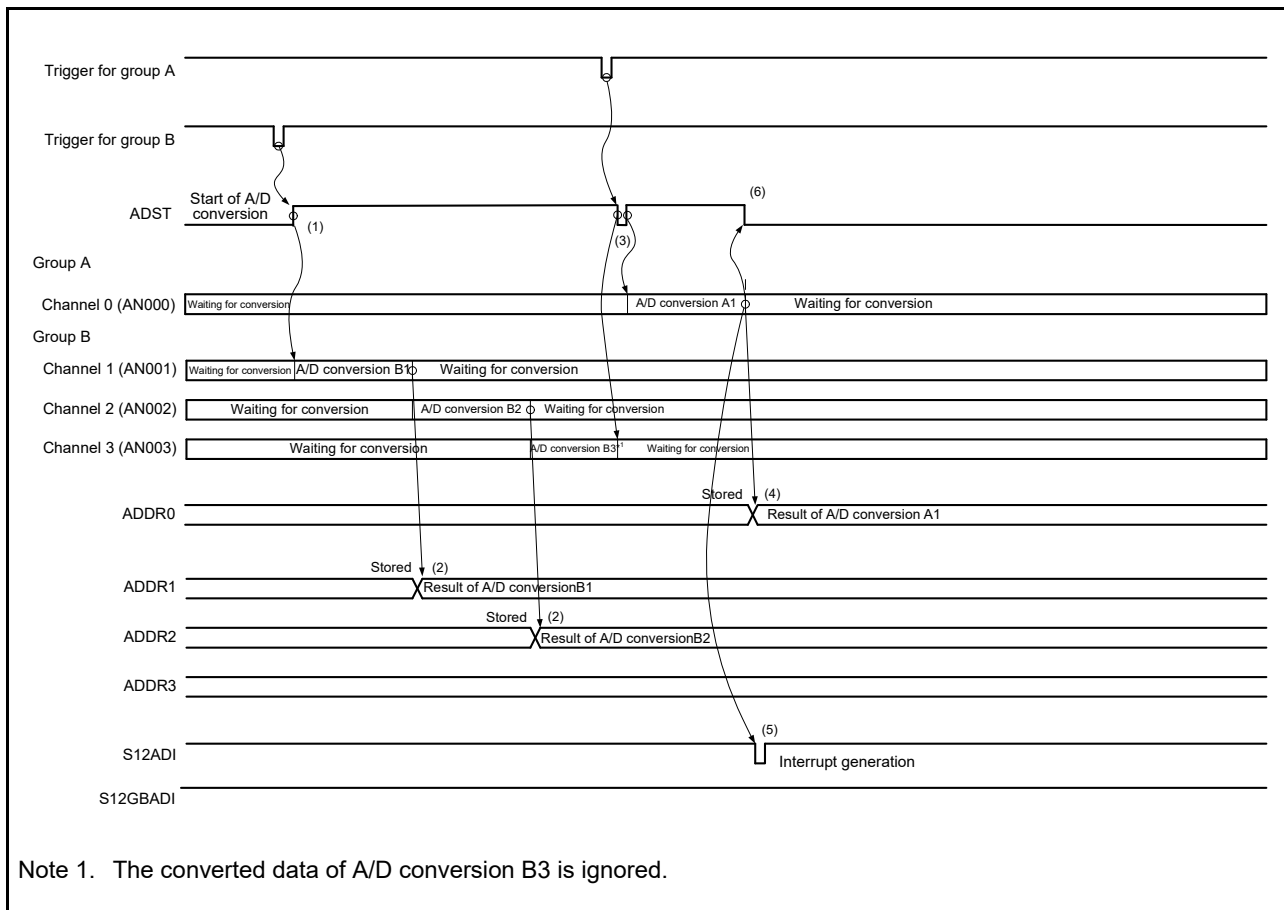 Trigger for group A
Trigger for group B
Start of A/D
conversion
ADST
(1)
(3)
(6)
Group A
Channel 0 (AN000)
Waiting for conversion
A/D conversion A1
Waiting for conversion
Group B
Channel 1 (AN001)
Waiting for conversion
A/D conversion B1
Waiting for conversion
Channel 2 (AN002)
Waiting for conversion
A/D conversion B2
Waiting for conversion
Channel 3 (AN003)
Waiting for conversion
A/D conversion B3*1
Waiting for conversion
Stored
(4)
ADDR0
Result of A/D conversion A1
Stored
(2)
ADDR1
Result of A/D conversionB1
Stored
(2)
ADDR2
Result of A/D conversionB2
ADDR3
(5)
S12ADI
Interrupt generation
S12GBADI
Note 1. The converted data of A/D conversion B3 is ignored.